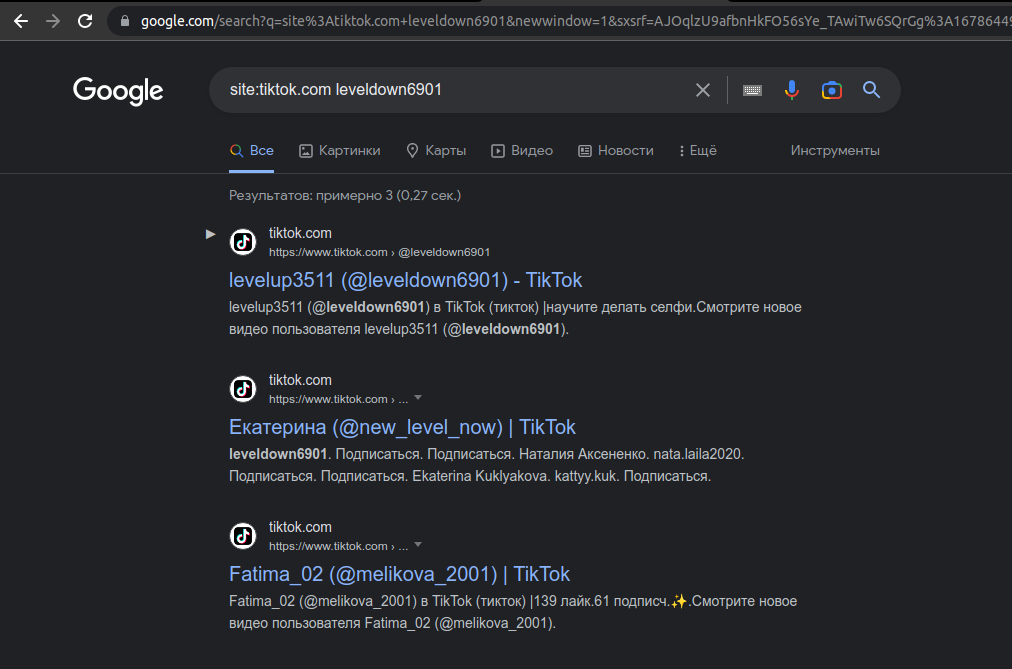 google.com/search?q=site%3Atiktok.com+leveldown6901&newwindow=1&sxsrf=AJOqlzU9afbnHkFO56sYe_TAwiTw6SQrGg%3A16786449
Google
site:tiktok.com leveldown6901
Все Картинки Карты Видео Новости Ещё Инструменты
Результатов: примерно 3 (0,27 сек.)
tiktok.com
https://www.tiktok.com › @leveldown6901
levelup3511 (@leveldown6901) - TikTok
levelup3511 (@leveldown6901) в TikTok (тикток) |научите делать селфи.Смотрите новое
видео пользователя levelup3511 (@leveldown6901).
tiktok.com
https://www.tiktok.com › ...
Екатерина (@new_level_now) | TikTok
leveldown6901. Подписаться. Подписаться. Наталия Аксененко. nata.laila2020.
Подписаться. Подписаться. Ekaterina Kuklyakova. kattyy.kuk. Подписаться.
tiktok.com
https://www.tiktok.com › ...
Fatima_02 (@melikova_2001) | TikTok
Fatima_02 (@melikova_2001) в TikTok (тикток) |139 лайк.61 подписч.✨.Смотрите новое
видео пользователя Fatima_02 (@melikova_2001).